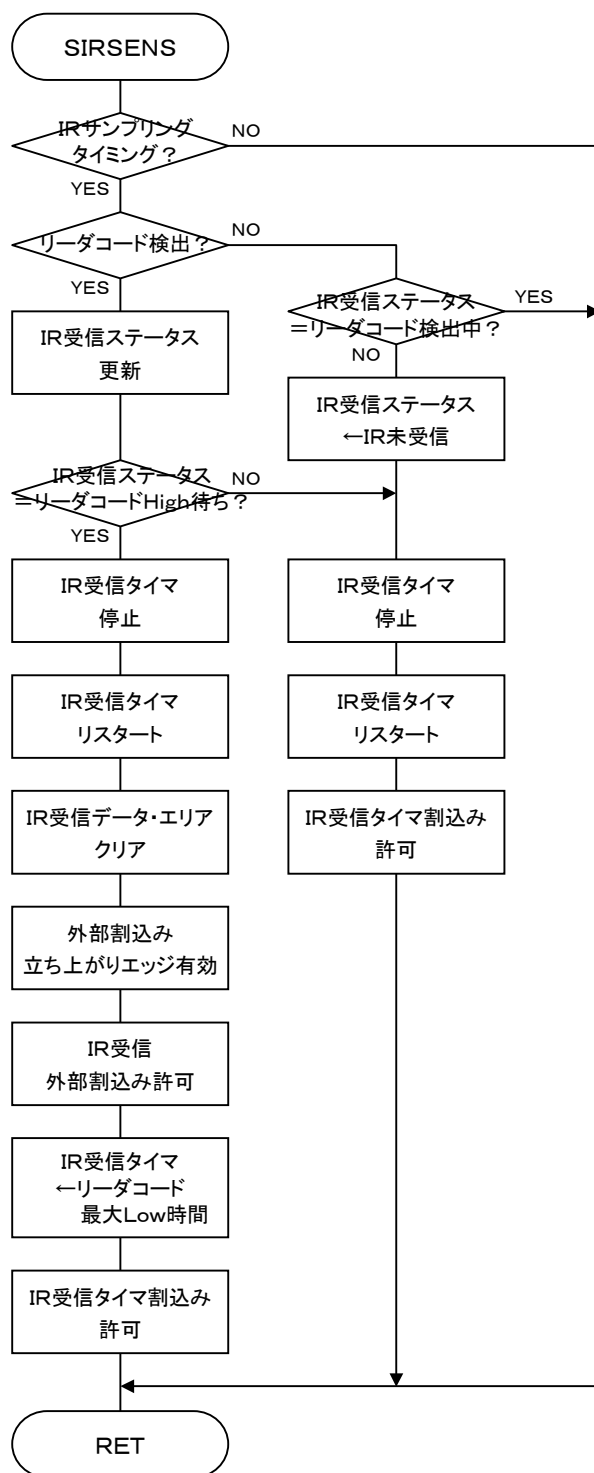 SIRSENS
IRサンプリング
タイミング？
NO
YES
リーダコード検出？
NO
YES
IR受信ステータス
＝リーダコード検出中？
YES
NO
IR受信ステータス
更新
IR受信ステータス
←IR未受信
IR受信ステータス
＝リーダコードHigh待ち？
NO
YES
IR受信タイマ
停止
IR受信タイマ
停止
IR受信タイマ
リスタート
IR受信タイマ
リスタート
IR受信データ・エリア
クリア
IR受信タイマ割込み
許可
外部割込み
立ち上がりエッジ有効
IR受信
外部割込み許可
IR受信タイマ
←リーダコード
最大Low時間
IR受信タイマ割込み
許可
RET